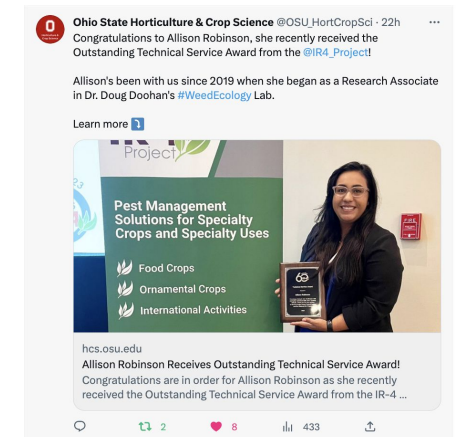 Ohio State Horticulture & Crop Science @OSU_HortCropSci · 22h
Congratulations to Allison Robinson, she recently received the
Outstanding Technical Service Award from the @IR4_Project!
Allison's been with us since 2019 when she began as a Research Associate
in Dr. Doug Doohan's #WeedEcology Lab.
Learn more
Project
Pest Management
Solutions for Specialty
Crops and Specialty Uses
Food Crops
Ornamental Crops
International Activities
60
FIRE
hcs.osu.edu
Allison Robinson Receives Outstanding Technical Service Award!
Congratulations are in order for Allison Robinson as she recently
received the Outstanding Technical Service Award from the IR-4 ...
2
8
433